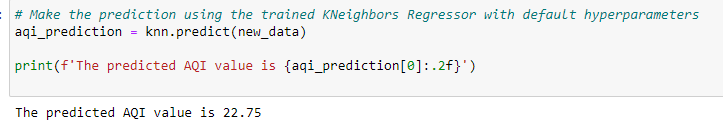 # Make the prediction using the trained KNeighbors Regressor with default hyperparameters
aqi_prediction = knn.predict(new_data)
print(f'The predicted AQI value is {aqi_prediction[0]:.2f}')
The predicted AQI value is 22.75